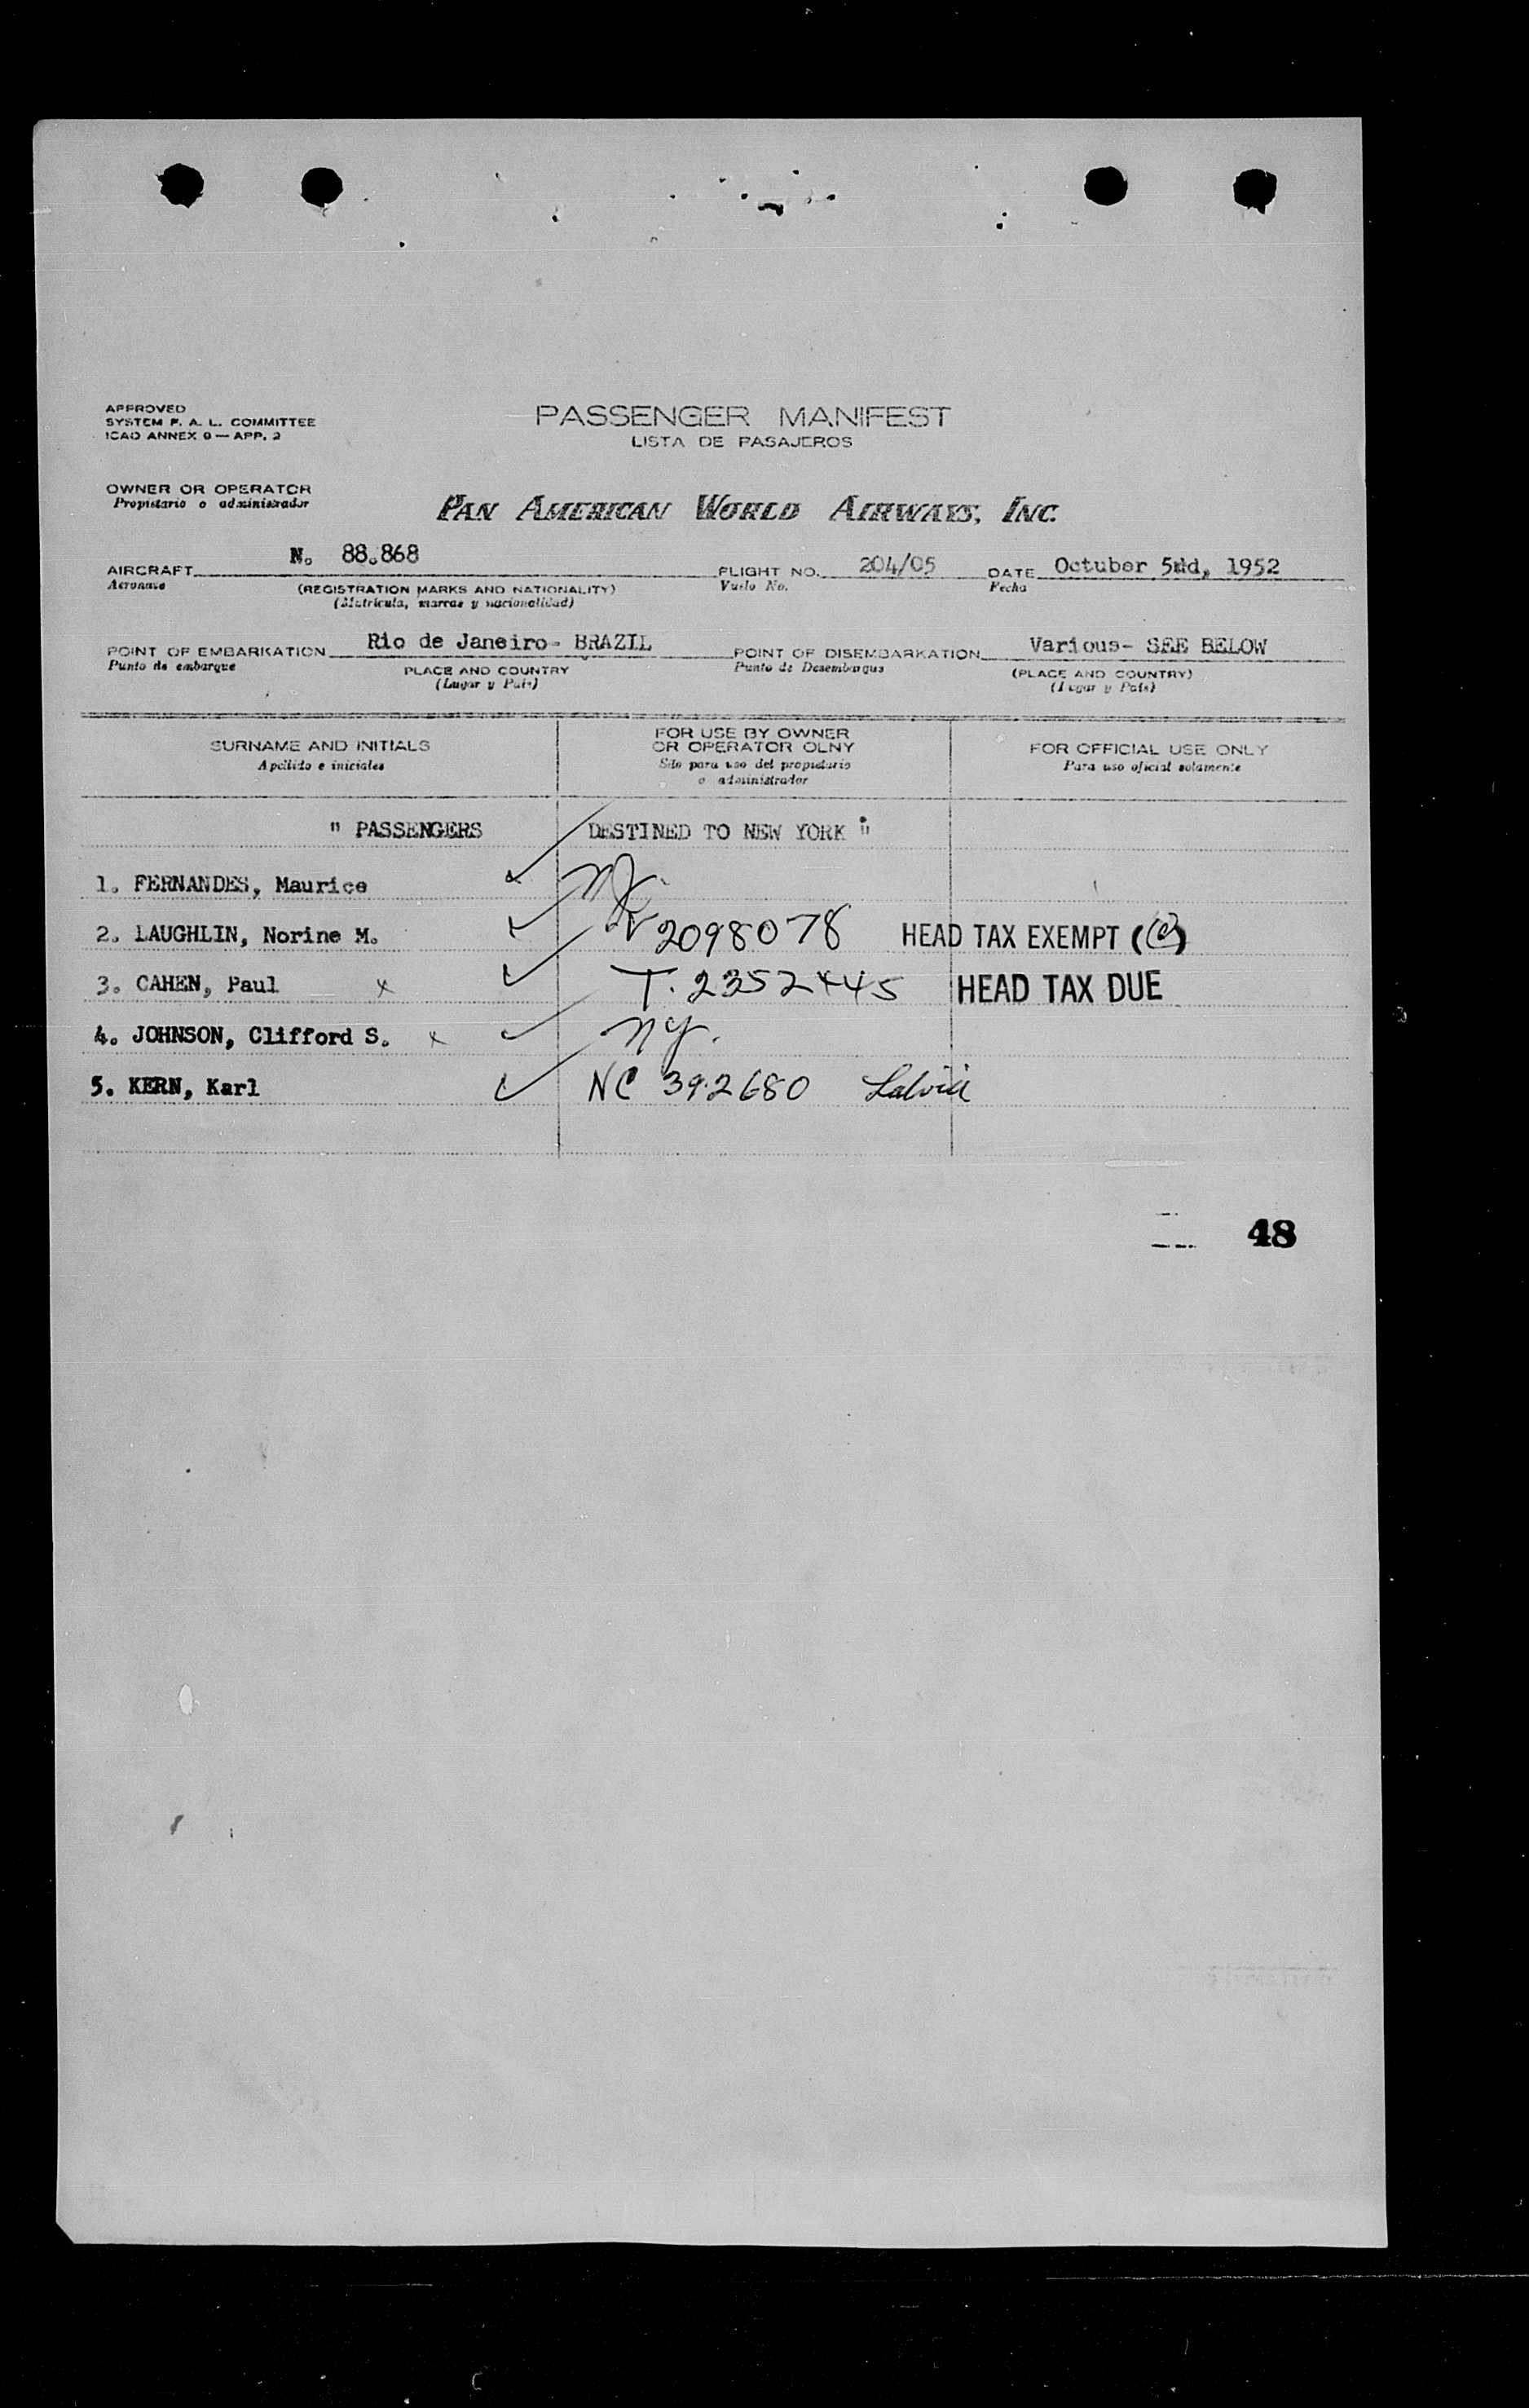 APPROVED
SYSTEM F. A. L. COMMITTEE
ICAO ANNEX 9 — APP. 2
PASSENGER MANIFEST
LISTA DE PASAJEROS
OWNER OR OPERATOR
Propietario o administrador
PAN AMERICAN WORLD AIRWAYS, INC.
AIRCRAFT N. 88.868 FLIGHT NO. 204/05 DATE October 5, 1952
Aeronave (REGISTRATION MARKS AND NATIONALITY) Vuelo No. Fecha
(Matrícula, marcas y nacionalidad)
POINT OF EMBARKATION Rio de Janeiro- BRAZIL POINT OF DISEMBARKATION Various- SEE BELOW
Punto de embarque PLACE AND COUNTRY Punto de Desembarque (PLACE AND COUNTRY)
(Lugar y País) (Lugar y País)
SURNAME AND INITIALS
Apellido e iniciales
FOR USE BY OWNER
OR OPERATOR OLNY
Sólo para uso del propietario
o administrador
FOR OFFICIAL USE ONLY
Para uso oficial solamente
" PASSENGERS DESTINED TO NEW YORK "
1. FERNANDES, Maurice
2. LAUGHLIN, Norine M. V 2098078 HEAD TAX EXEMPT (C)
3. CAHEN, Paul x T. 2352445 HEAD TAX DUE
4. JOHNSON, Clifford S. x NY.
5. KERN, Karl NC 392680
48